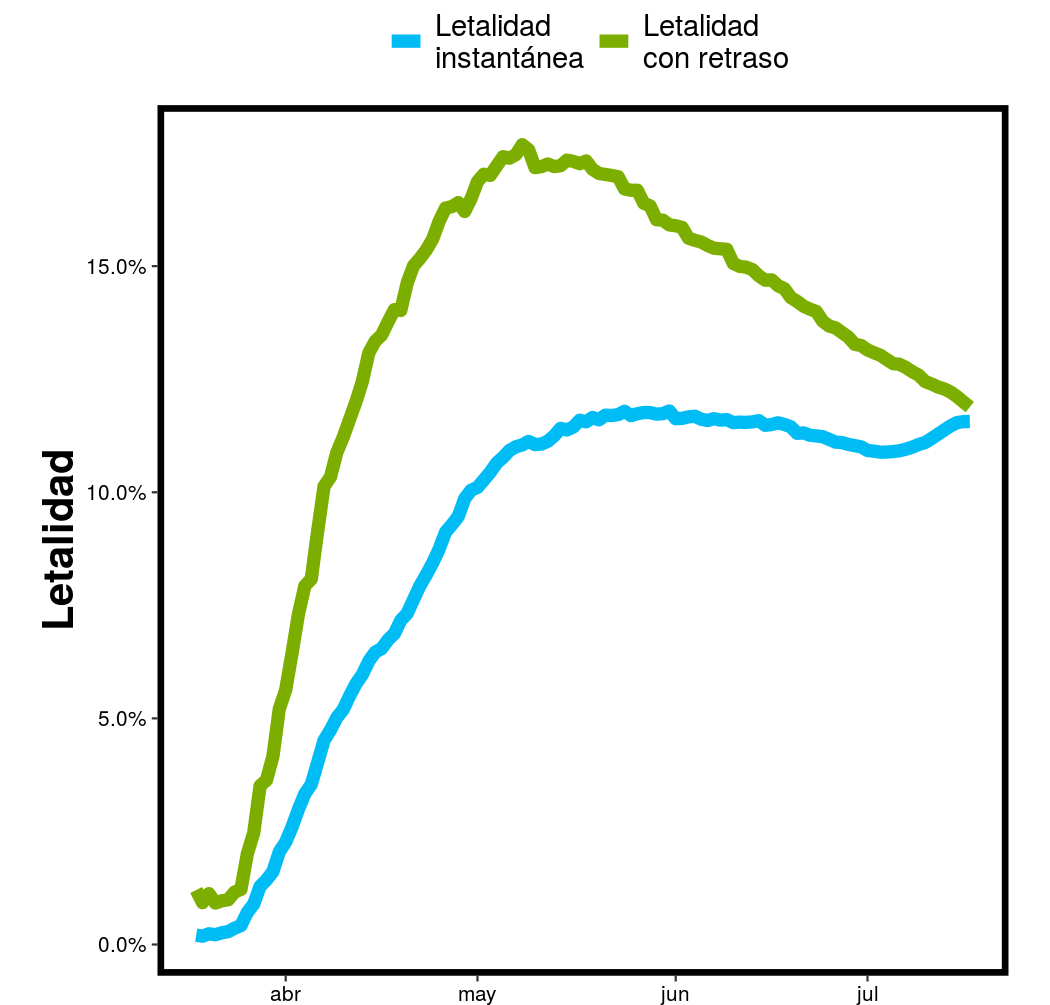 Letalidad
instantánea
Letalidad
con retraso
Letalidad
15.0%
10.0%
5.0%
0.0%
abr
may
jun
jul